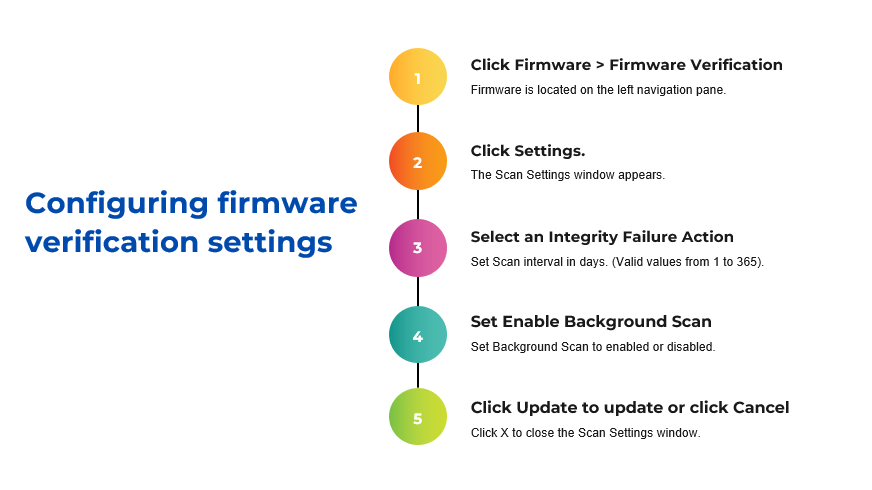 Configuring firmware
verification settings
1
Click Firmware > Firmware Verification
Firmware is located on the left navigation pane.
2
Click Settings.
The Scan Settings window appears.
3
Select an Integrity Failure Action
Set Scan interval in days. (Valid values from 1 to 365).
4
Set Enable Background Scan
Set Background Scan to enabled or disabled.
5
Click Update to update or click Cancel
Click X to close the Scan Settings window.